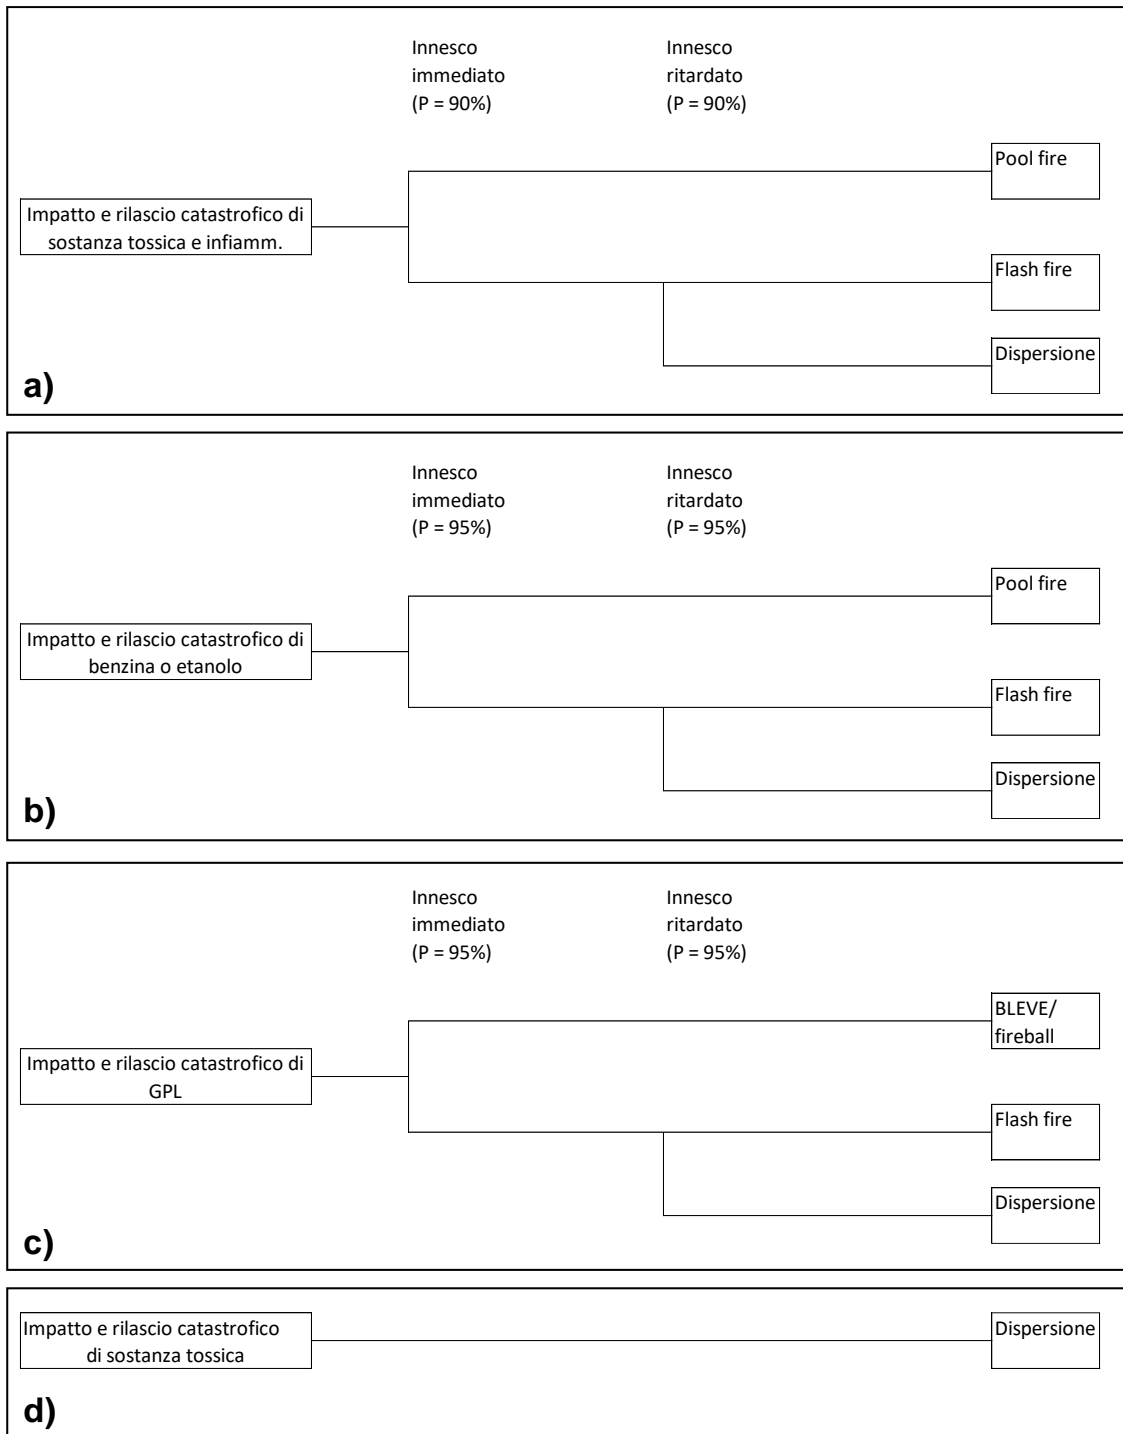 Innesco
immediato
(P = 90%)
Innesco
ritardato
(P = 90%)
Pool fire
Impatto e rilascio catastrofico di
sostanza tossica e infiamm.
Flash fire
Dispersione
a)
Innesco
immediato
(P = 95%)
Innesco
ritardato
(P = 95%)
Pool fire
Impatto e rilascio catastrofico di
benzina o etanolo
Flash fire
Dispersione
b)
Innesco
immediato
(P = 95%)
Innesco
ritardato
(P = 95%)
BLEVE/
fireball
Impatto e rilascio catastrofico di
GPL
Flash fire
Dispersione
c)
Impatto e rilascio catastrofico
di sostanza tossica
Dispersione
d)